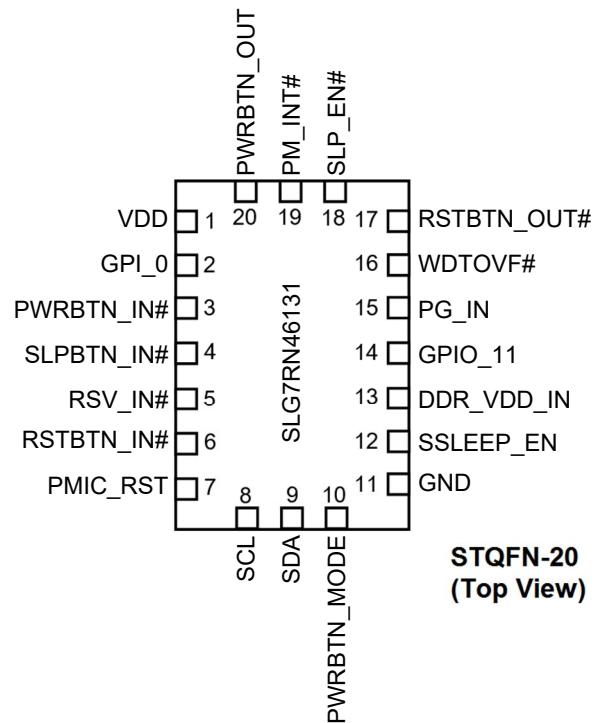 PWRBTN_OUT
PM_INT#
SLP_EN#
20
19
18
VDD
1
GPI_0
2
PWRBTN_IN#
3
SLPBTN_IN#
4
RSV_IN#
5
RSTBTN_IN#
6
PMIC_RST
7
SLG7RN46131
17
RSTBTN_OUT#
16
WDTOVF#
15
PG_IN
14
GPIO_11
13
DDR_VDD_IN
12
SSLEEP_EN
11
GND
8
9
10
SCL
SDA
PWRBTN_MODE
STQFN-20
(Top View)